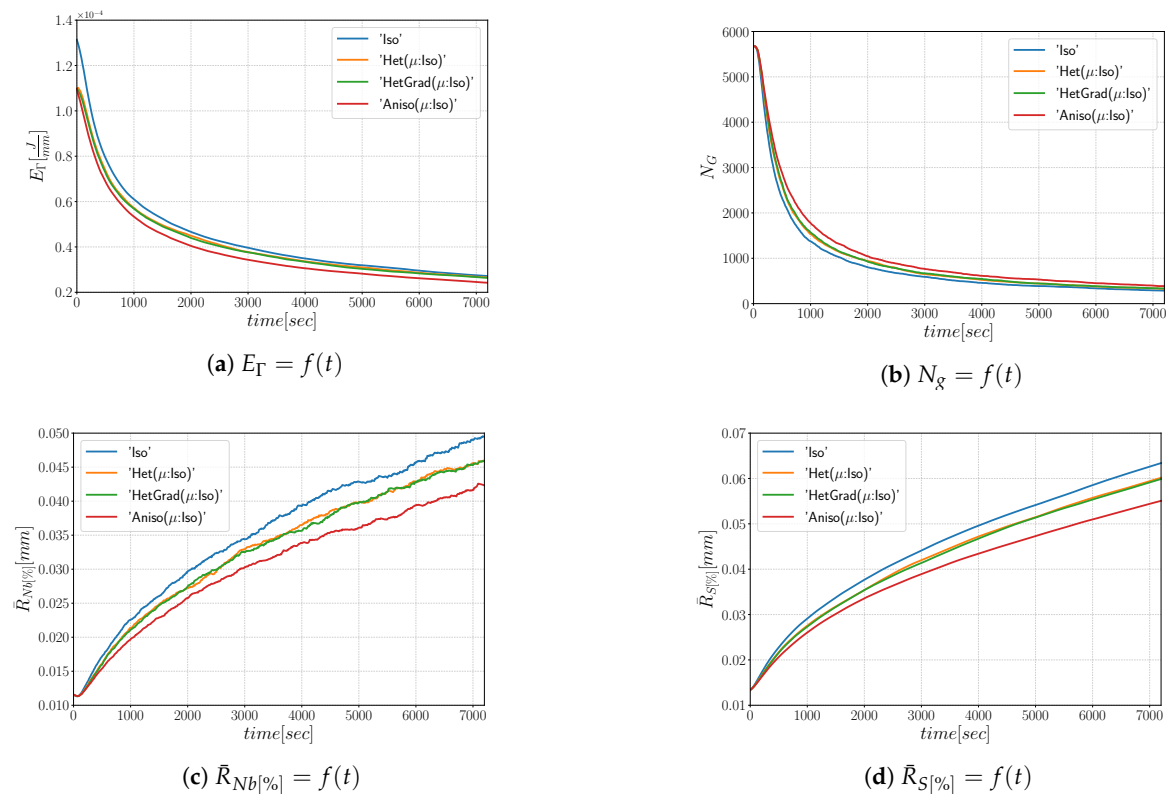 ×10⁻⁴
1.4
1.2
1.0
0.8
0.6
0.4
0.2
E_Γ[J/mm]
0 1000 2000 3000 4000 5000 6000 7000
time[sec]
'Iso'
'Het(μ:Iso)'
'HetGrad(μ:Iso)'
'Aniso(μ:Iso)'
(a) E_Γ = f(t)
6000
5000
4000
3000
2000
1000
0
N_G
0 1000 2000 3000 4000 5000 6000 7000
time[sec]
'Iso'
'Het(μ:Iso)'
'HetGrad(μ:Iso)'
'Aniso(μ:Iso)'
(b) N_g = f(t)
0.050
0.045
0.040
0.035
0.030
0.025
0.020
0.015
0.010
R̄_Nb[%][mm]
0 1000 2000 3000 4000 5000 6000 7000
time[sec]
'Iso'
'Het(μ:Iso)'
'HetGrad(μ:Iso)'
'Aniso(μ:Iso)'
(c) R̄_Nb[%] = f(t)
0.07
0.06
0.05
0.04
0.03
0.02
0.01
R̄_S[%][mm]
0 1000 2000 3000 4000 5000 6000 7000
time[sec]
'Iso'
'Het(μ:Iso)'
'HetGrad(μ:Iso)'
'Aniso(μ:Iso)'
(d) R̄_S[%] = f(t)